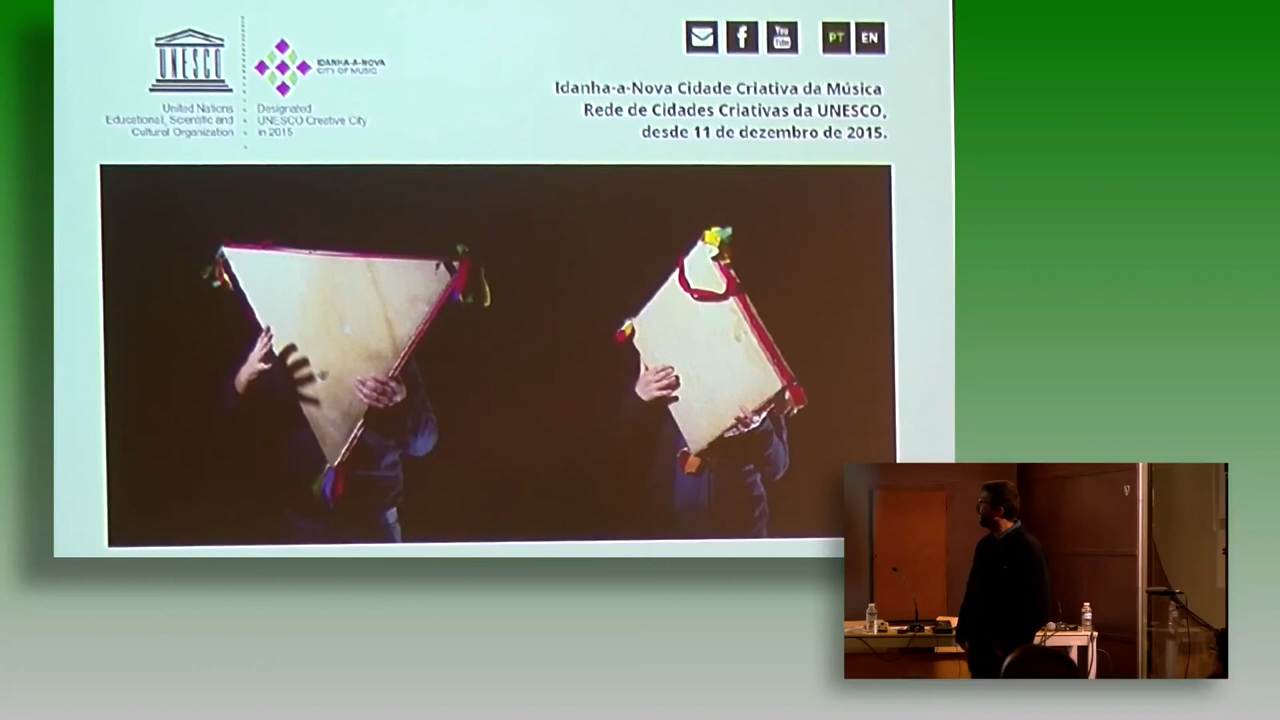 UNESCO
United Nations
Educational, Scientific and
Cultural Organization
IDANHA-A-NOVA
CITY OF MUSIC
Designated
UNESCO Creative City
in 2015
f
You
Tube
PT
EN
Idanha-a-Nova Cidade Criativa da Música
Rede de Cidades Criativas da UNESCO,
desde 11 de dezembro de 2015.